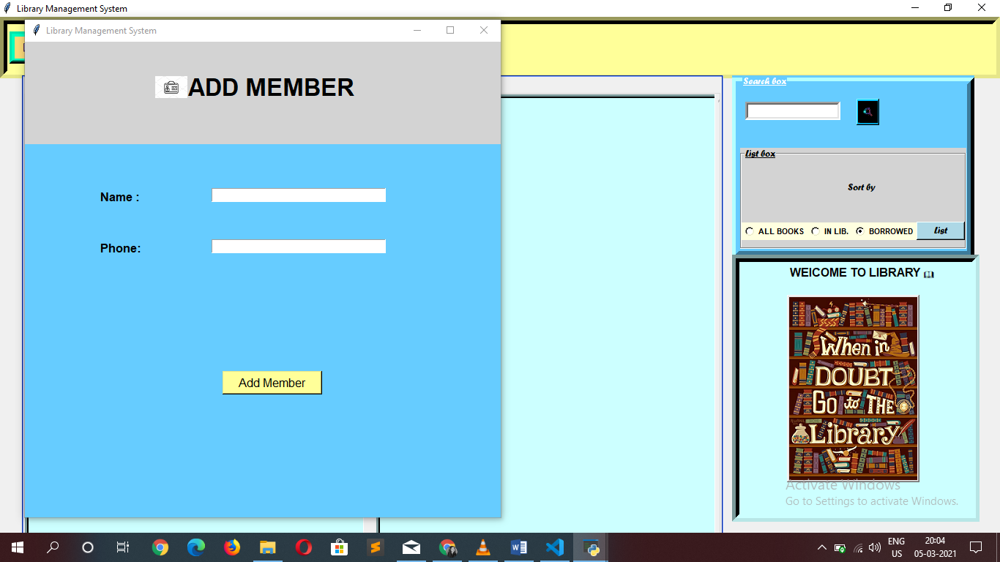 Library Management System
Library Management System
ADD MEMBER
Name :
Phone:
Add Member
Search box
List box
Sort by
ALL BOOKS
IN LIB.
BORROWED
List
WEICOME TO LIBRARY
When in
DOUBT
Go to THE
Library
Activate Windows
Go to Settings to activate Windows.
ENG
US
20:04
05-03-2021